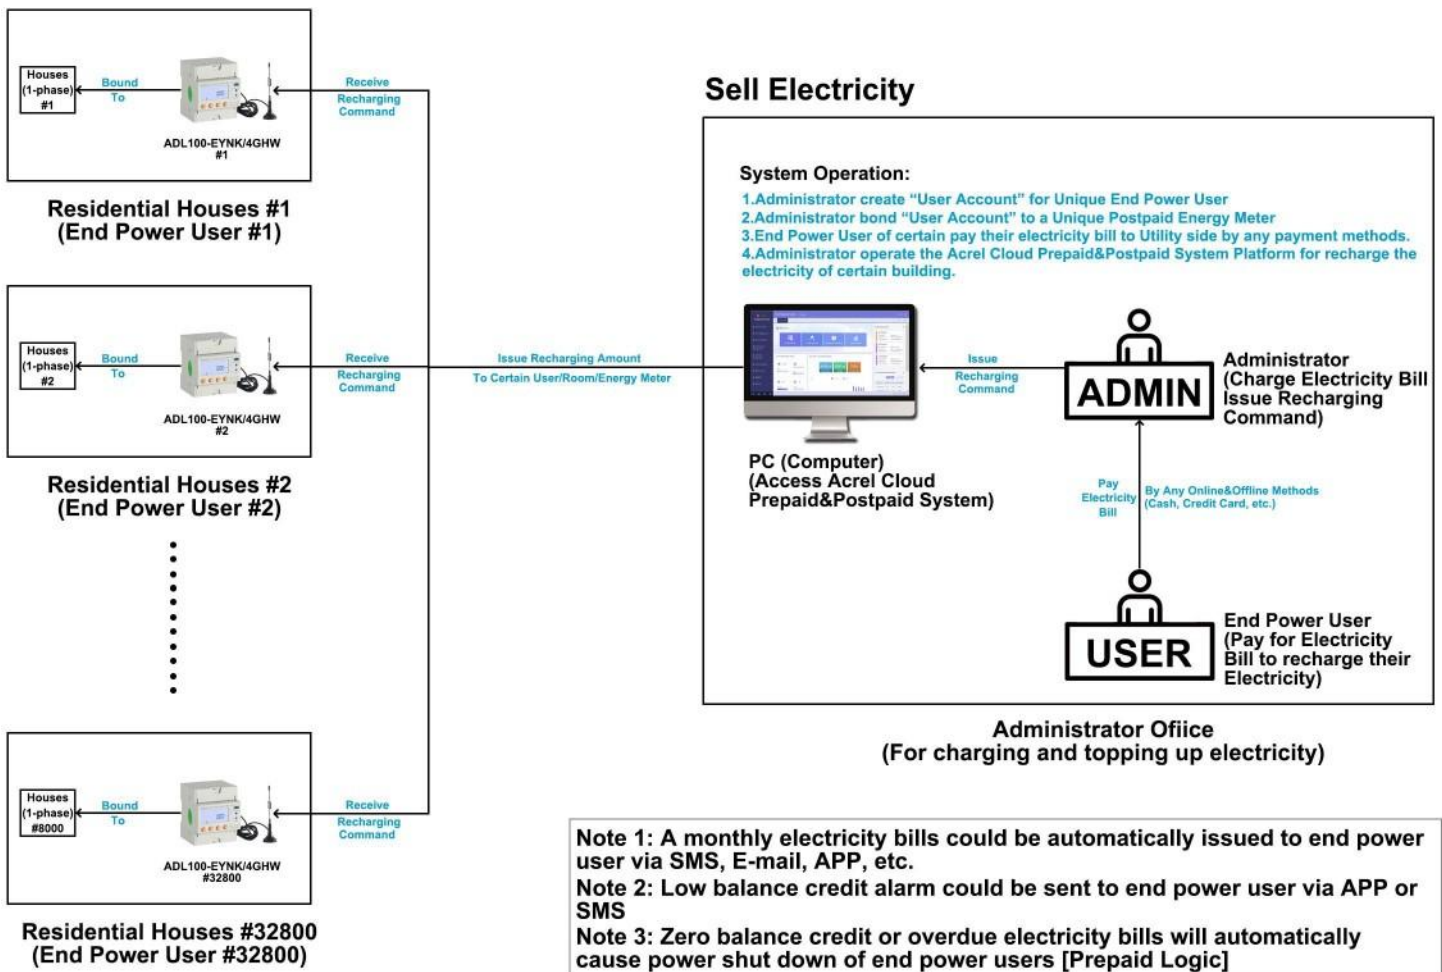 Houses
(1-phase)
#1
Bound
To
ADL100-EYNK/4GHW
#1
Receive
Recharging
Command
Residential Houses #1
(End Power User #1)
Houses
(1-phase)
#2
Bound
To
ADL100-EYNK/4GHW
#2
Receive
Recharging
Command
Residential Houses #2
(End Power User #2)
Houses
(1-phase)
#8000
Bound
To
ADL100-EYNK/4GHW
#32800
Receive
Recharging
Command
Residential Houses #32800
(End Power User #32800)
Issue Recharging Amount
To Certain User/Room/Energy Meter
Sell Electricity
System Operation:
1.Administrator create “User Account” for Unique End Power User
2.Administrator bond “User Account” to a Unique Postpaid Energy Meter
3.End Power User of certain pay their electricity bill to Utility side by any payment methods.
4.Administrator operate the Acrel Cloud Prepaid&Postpaid System Platform for recharge the
electricity of certain building.
PC (Computer)
(Access Acrel Cloud
Prepaid&Postpaid System)
Issue
Recharging
Command
ADMIN
Administrator
(Charge Electricity Bill
Issue Recharging
Command)
Pay
Electricity
Bill
By Any Online&Offline Methods
(Cash, Credit Card, etc.)
USER
End Power User
(Pay for Electricity
Bill to recharge their
Electricity)
Administrator Ofiice
(For charging and topping up electricity)
Note 1: A monthly electricity bills could be automatically issued to end power
user via SMS, E-mail, APP, etc.
Note 2: Low balance credit alarm could be sent to end power user via APP or
SMS
Note 3: Zero balance credit or overdue electricity bills will automatically
cause power shut down of end power users [Prepaid Logic]